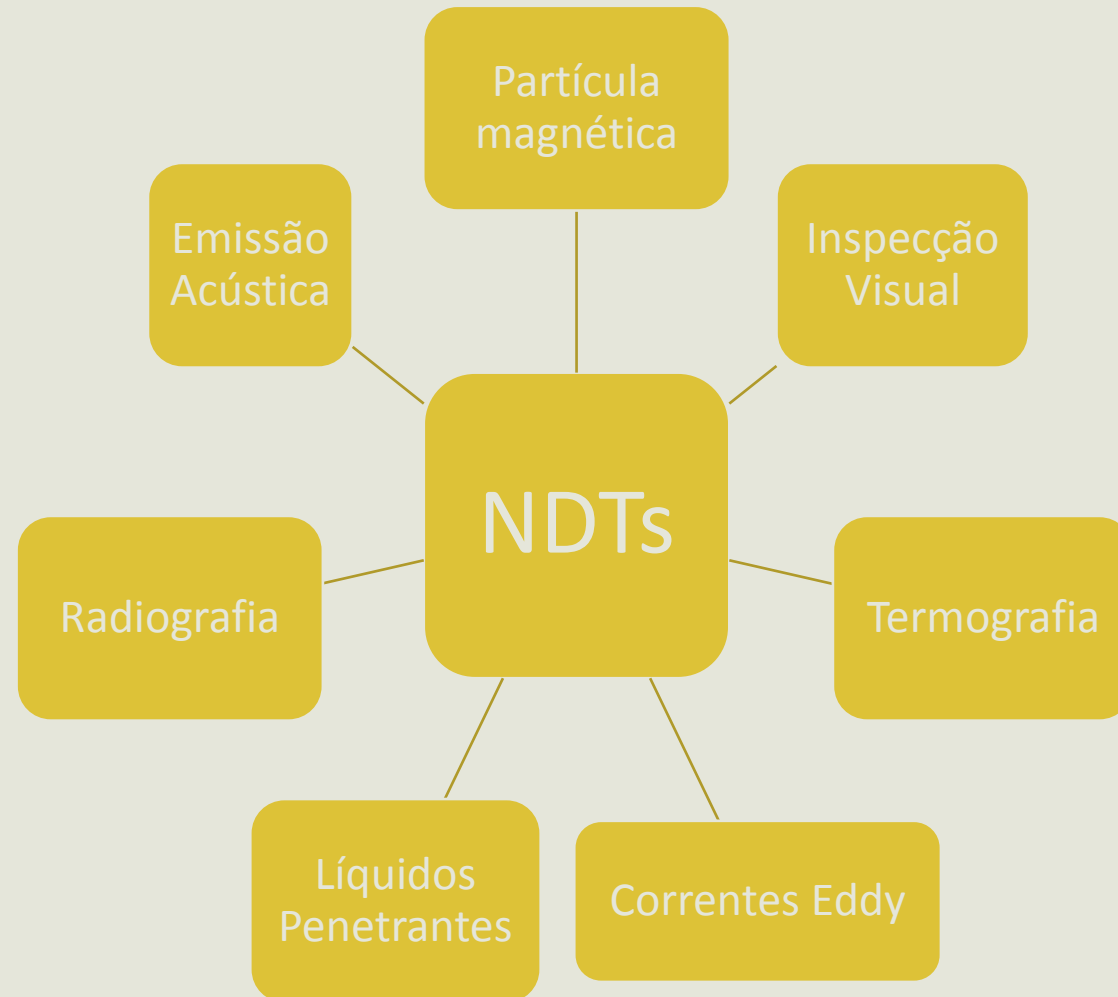 Partícula
magnética
Emissão
Acústica
Inspecção
Visual
NDTs
Radiografia
Termografia
Líquidos
Penetrantes
Correntes Eddy